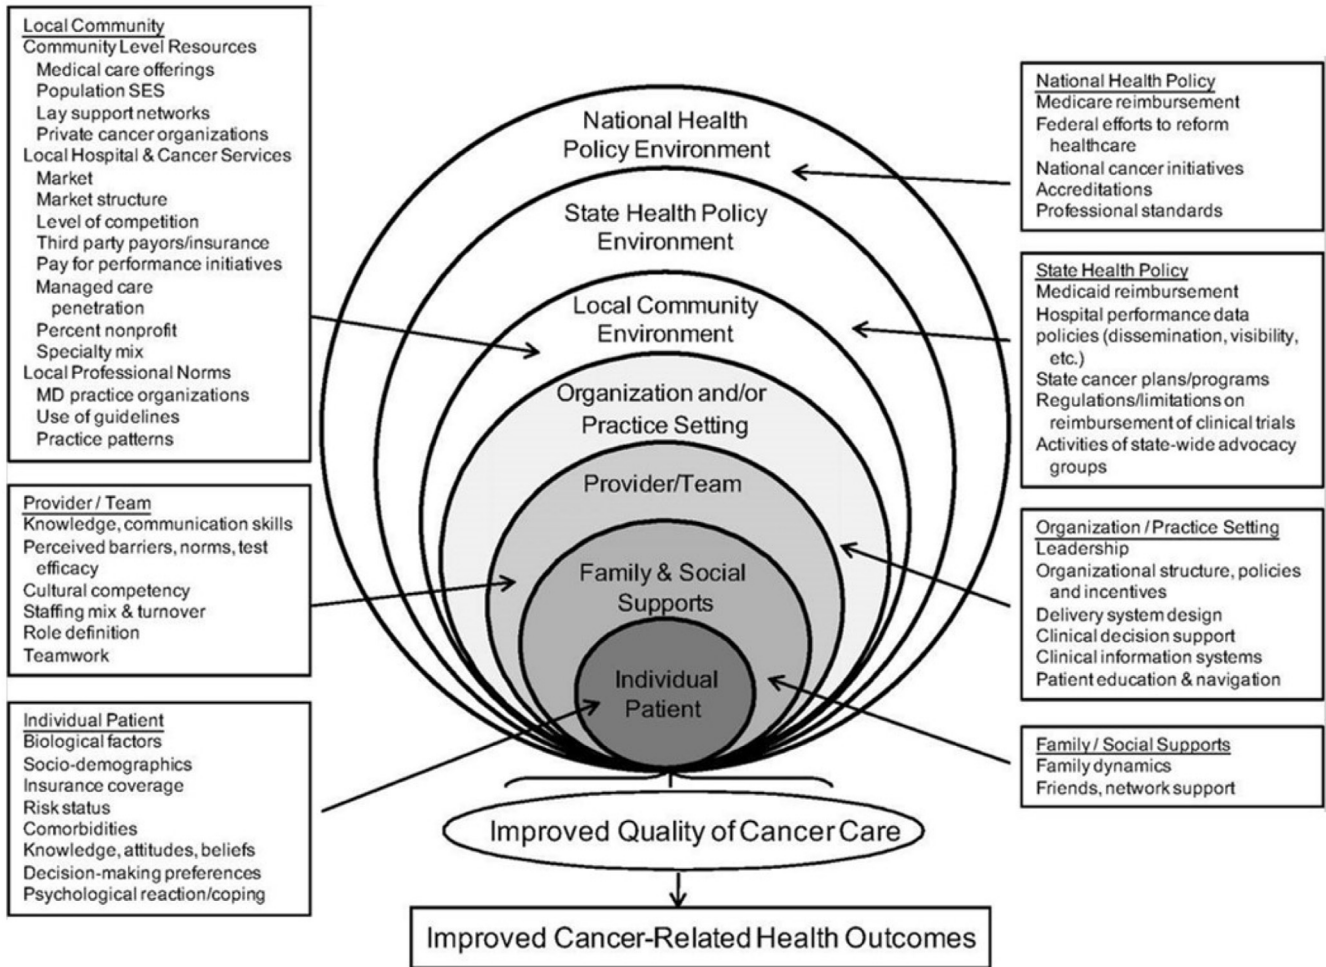 Local Community
Community Level Resources
Medical care offerings
Population SES
Lay support networks
Private cancer organizations
Local Hospital & Cancer Services
Market
Market structure
Level of competition
Third party payors/insurance
Pay for performance initiatives
Managed care
penetration
Percent nonprofit
Specialty mix
Local Professional Norms
MD practice organizations
Use of guidelines
Practice patterns
Provider / Team
Knowledge, communication skills
Perceived barriers, norms, test
efficacy
Cultural competency
Staffing mix & turnover
Role definition
Teamwork
Individual Patient
Biological factors
Socio-demographics
Insurance coverage
Risk status
Comorbidities
Knowledge, attitudes, beliefs
Decision-making preferences
Psychological reaction/coping
National Health
Policy Environment
State Health Policy
Environment
Local Community
Environment
Organization and/or
Practice Setting
Provider/Team
Family & Social
Supports
Individual
Patient
Improved Quality of Cancer Care
Improved Cancer-Related Health Outcomes
National Health Policy
Medicare reimbursement
Federal efforts to reform
healthcare
National cancer initiatives
Accreditations
Professional standards
State Health Policy
Medicaid reimbursement
Hospital performance data
policies (dissemination, visibility,
etc.)
State cancer plans/programs
Regulations/limitations on
reimbursement of clinical trials
Activities of state-wide advocacy
groups
Organization / Practice Setting
Leadership
Organizational structure, policies
and incentives
Delivery system design
Clinical decision support
Clinical information systems
Patient education & navigation
Family / Social Supports
Family dynamics
Friends, network support